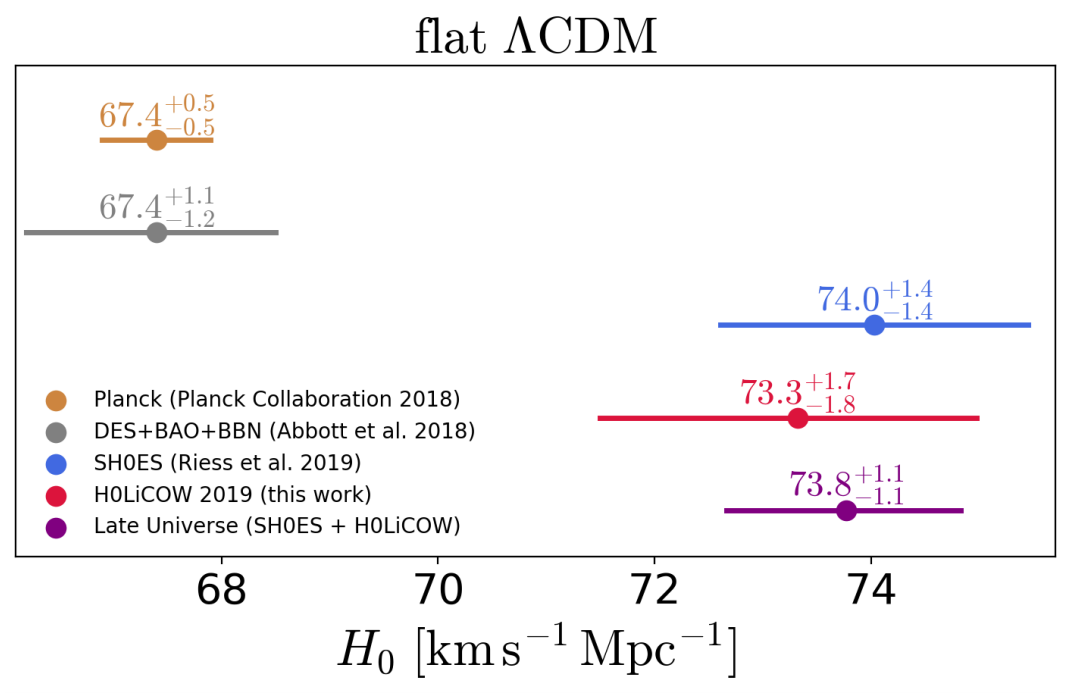 flat ΛCDM
67.4+0.5−0.5
67.4+1.1−1.2
74.0+1.4−1.4
73.3+1.7−1.8
73.8+1.1−1.1
Planck (Planck Collaboration 2018)
DES+BAO+BBN (Abbott et al. 2018)
SH0ES (Riess et al. 2019)
H0LiCOW 2019 (this work)
Late Universe (SH0ES + H0LiCOW)
68 70 72 74
H₀ [km s⁻¹ Mpc⁻¹]